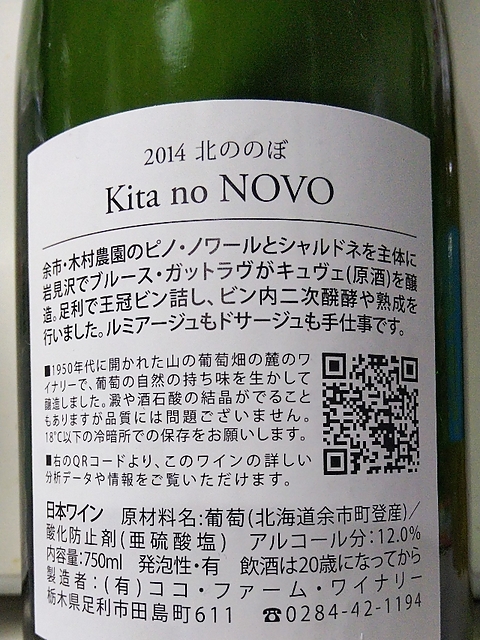 2014 北ののぼ
Kita no NOVO
余市・木村農園のピノ・ノワールとシャルドネを主体に
岩見沢でブルース・ガットラヴがキュヴェ(原酒)を醸
造。足利で王冠ビン詰し、ビン内二次醗酵や熟成を
行いました。ルミアージュもドサージュも手仕事です。
■1950年代に開かれた山の葡萄畑の麓のワ
イナリーで、葡萄の自然の持ち味を生かして
醸造しました。澱や酒石酸の結晶がでること
もありますが品質には問題ございません。
18℃以下の冷暗所での保存をお願いします。
■右のQRコードより、このワインの詳しい
分析データや情報をご覧いただけます。
日本ワイン 原材料名:葡萄(北海道余市町登産)/
酸化防止剤(亜硫酸塩) アルコール分:12.0%
内容量:750ml 発泡性・有 飲酒は20歳になってから
製造者:(有)ココ・ファーム・ワイナリー
栃木県足利市田島町611 ☎0284-42-1194